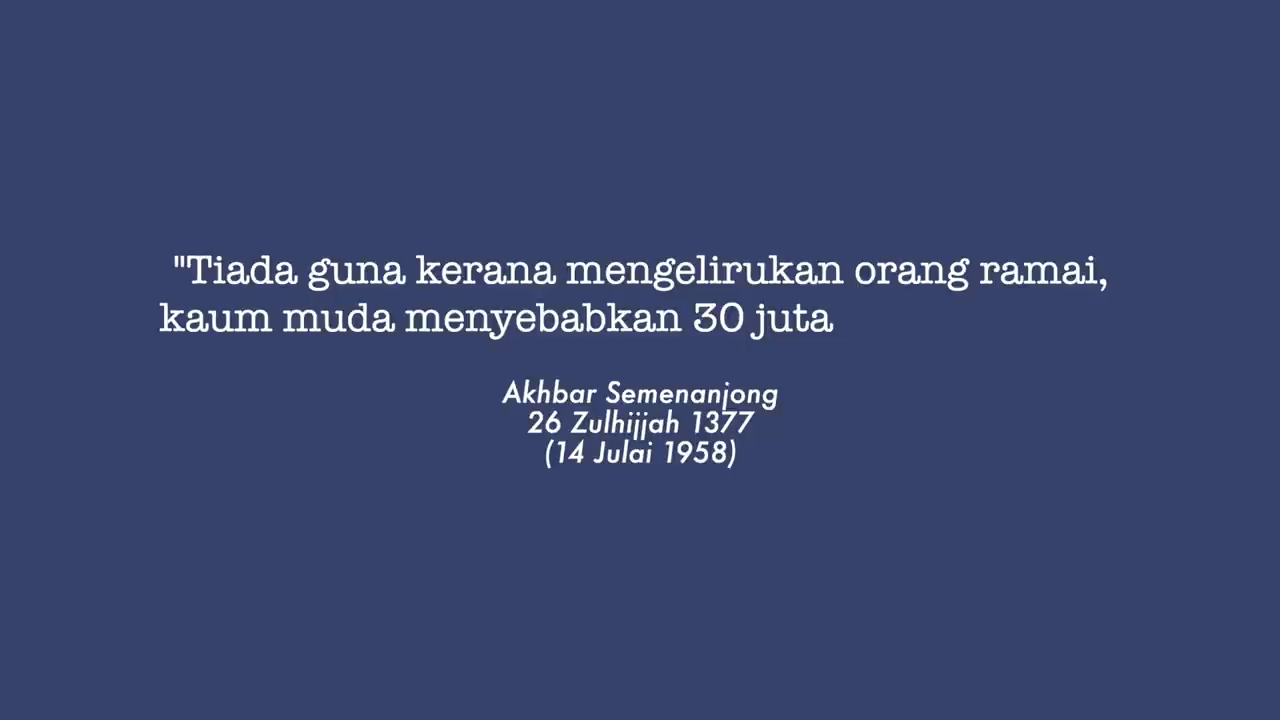 "Tiada guna kerana mengelirukan orang ramai,
kaum muda menyebabkan 30 juta
Akhbar Semenanjong
26 Zulhijjah 1377
(14 Julai 1958)